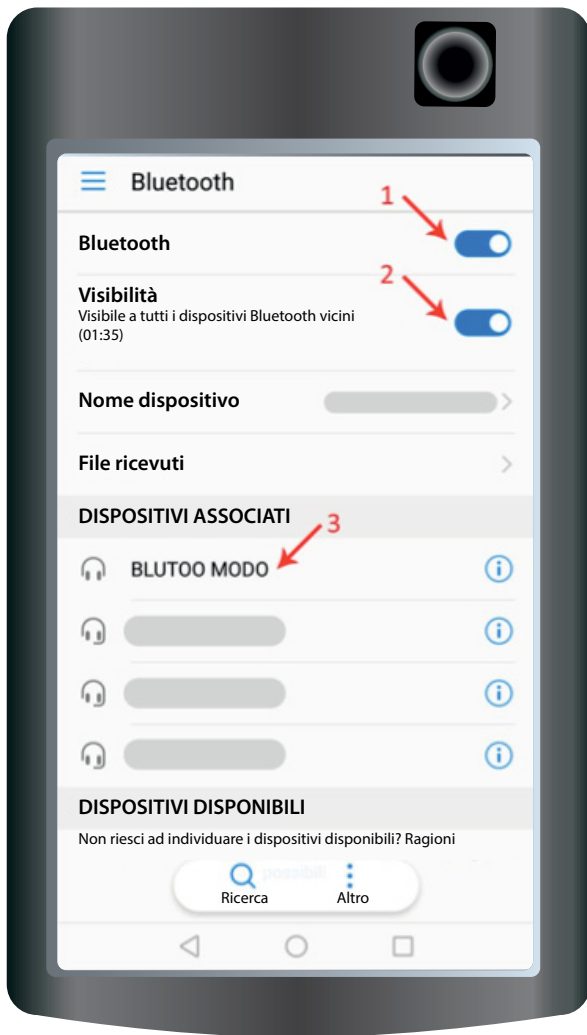 Bluetooth
1
Bluetooth
2
Visibilità
Visibile a tutti i dispositivi Bluetooth vicini
(01:35)
Nome dispositivo
File ricevuti
DISPOSITIVI ASSOCIATI
3
BLUTOO MODO
DISPOSITIVI DISPONIBILI
Non riesci ad individuare i dispositivi disponibili? Ragioni
possibili
Ricerca Altro